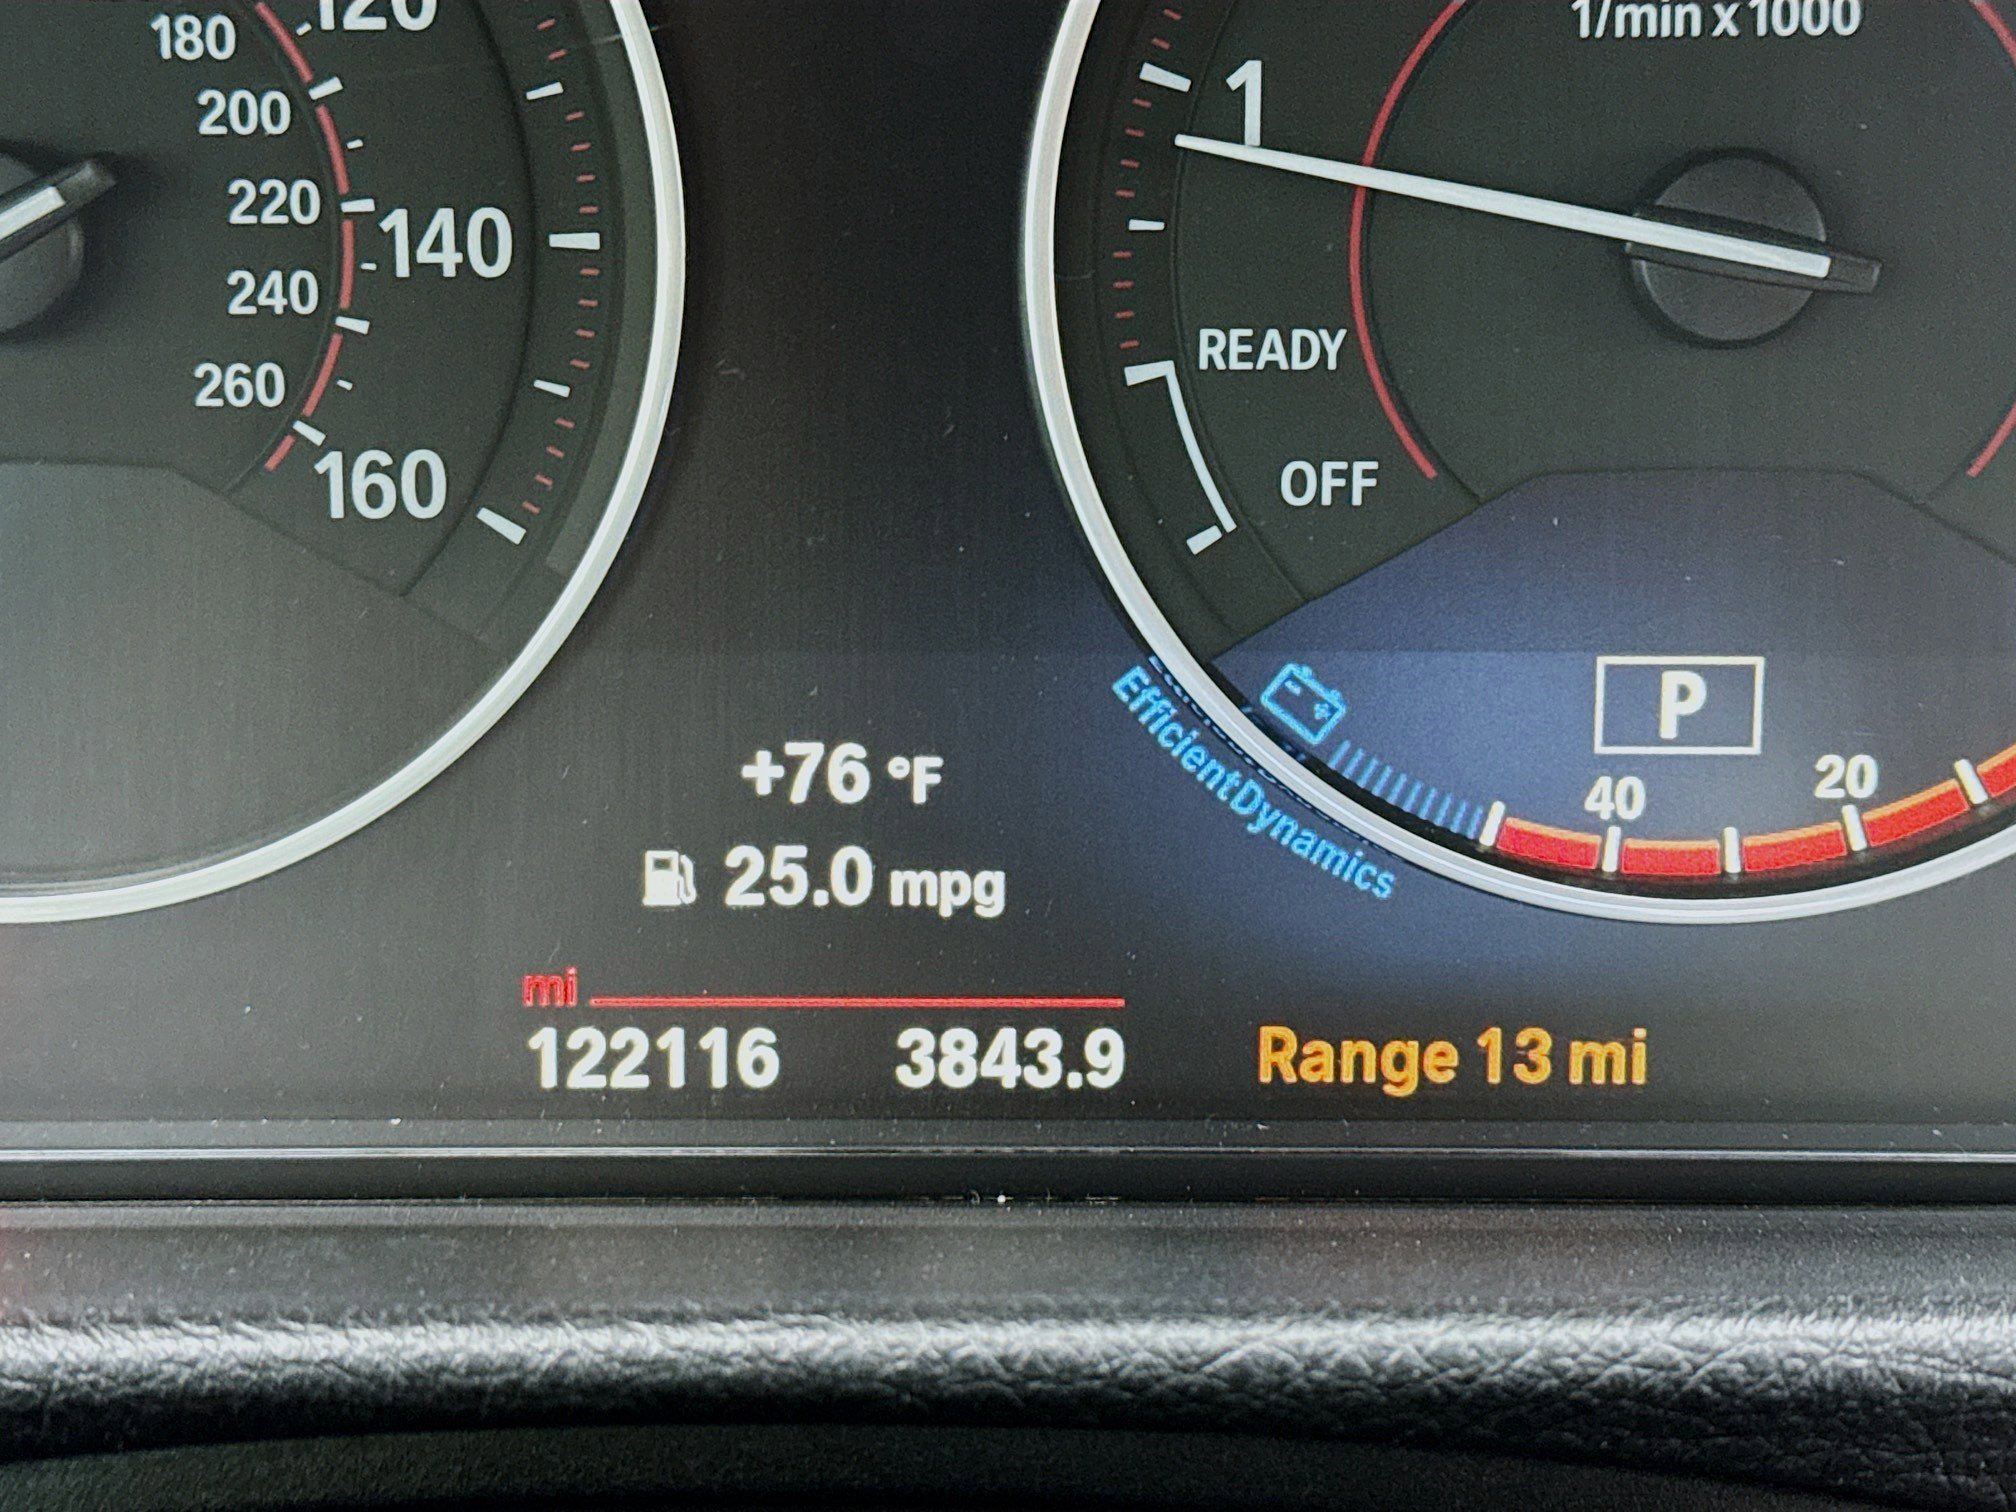 120
180
200
220
140
240
260
160
1/min x 1000
1
READY
OFF
+76 °F
25.0 mpg
EfficientDynamics
P
40
20
mi
122116 3843.9 Range 13 mi